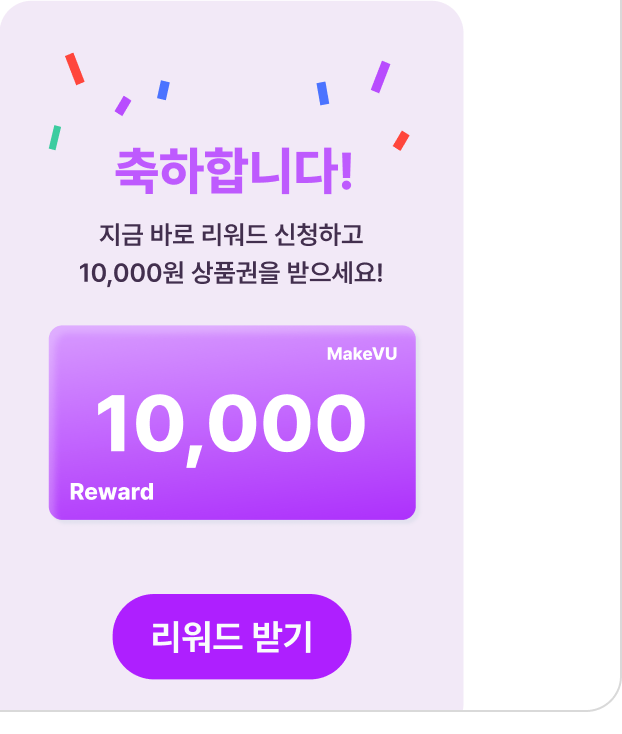 축하합니다!
지금 바로 리워드 신청하고
10,000원 상품권을 받으세요!
MakeVU
10,000
Reward
리워드 받기